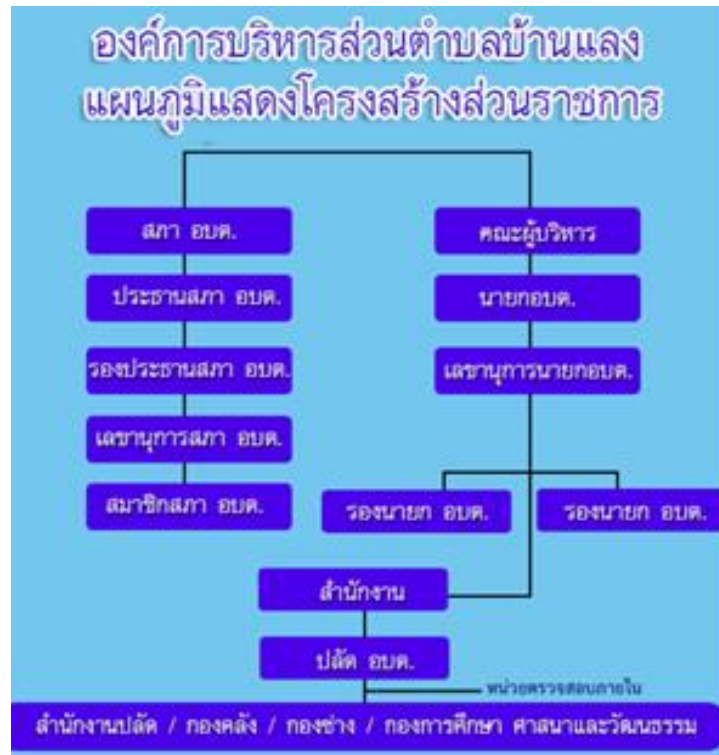 องค์การบริหารส่วนตำบลบ้านแลง
แผนภูมิแสดงโครงสร้างส่วนราชการ
สภา อบต.
คณะผู้บริหาร
ประธานสภา อบต.
นายกอบต.
รองประธานสภา อบต.
เลขานุการนายกอบต.
เลขานุการสภา อบต.
สมาชิกสภา อบต.
รองนายก อบต.
รองนายก อบต.
สำนักงาน
ปลัด อบต.
หน่วยตรวจสอบภายใน
สำนักงานปลัด / กองคลัง / กองช่าง / กองการศึกษา ศาสนาและวัฒนธรรม